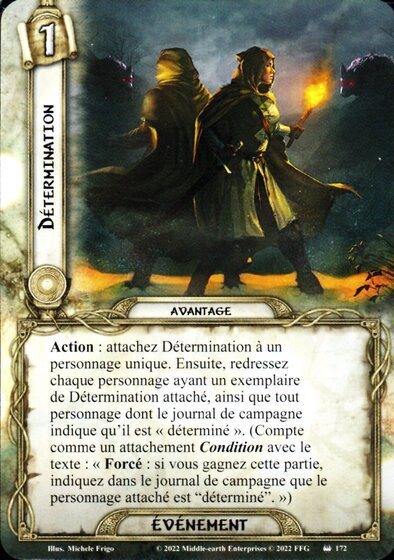 1
DÉTERMINATION
AVANTAGE
Action : attachez Détermination à un
personnage unique. Ensuite, redressez
chaque personnage ayant un exemplaire
de Détermination attaché, ainsi que tout
personnage dont le journal de campagne
indique qu'il est « déterminé ». (Compte
comme un attachement Condition avec le
texte : « Forcé : si vous gagnez cette partie,
indiquez dans le journal de campagne que le
personnage attaché est “déterminé”. »)
ÉVÉNEMENT
Illus. Michele Frigo © 2022 Middle-earth Enterprises © 2022 FFG 172